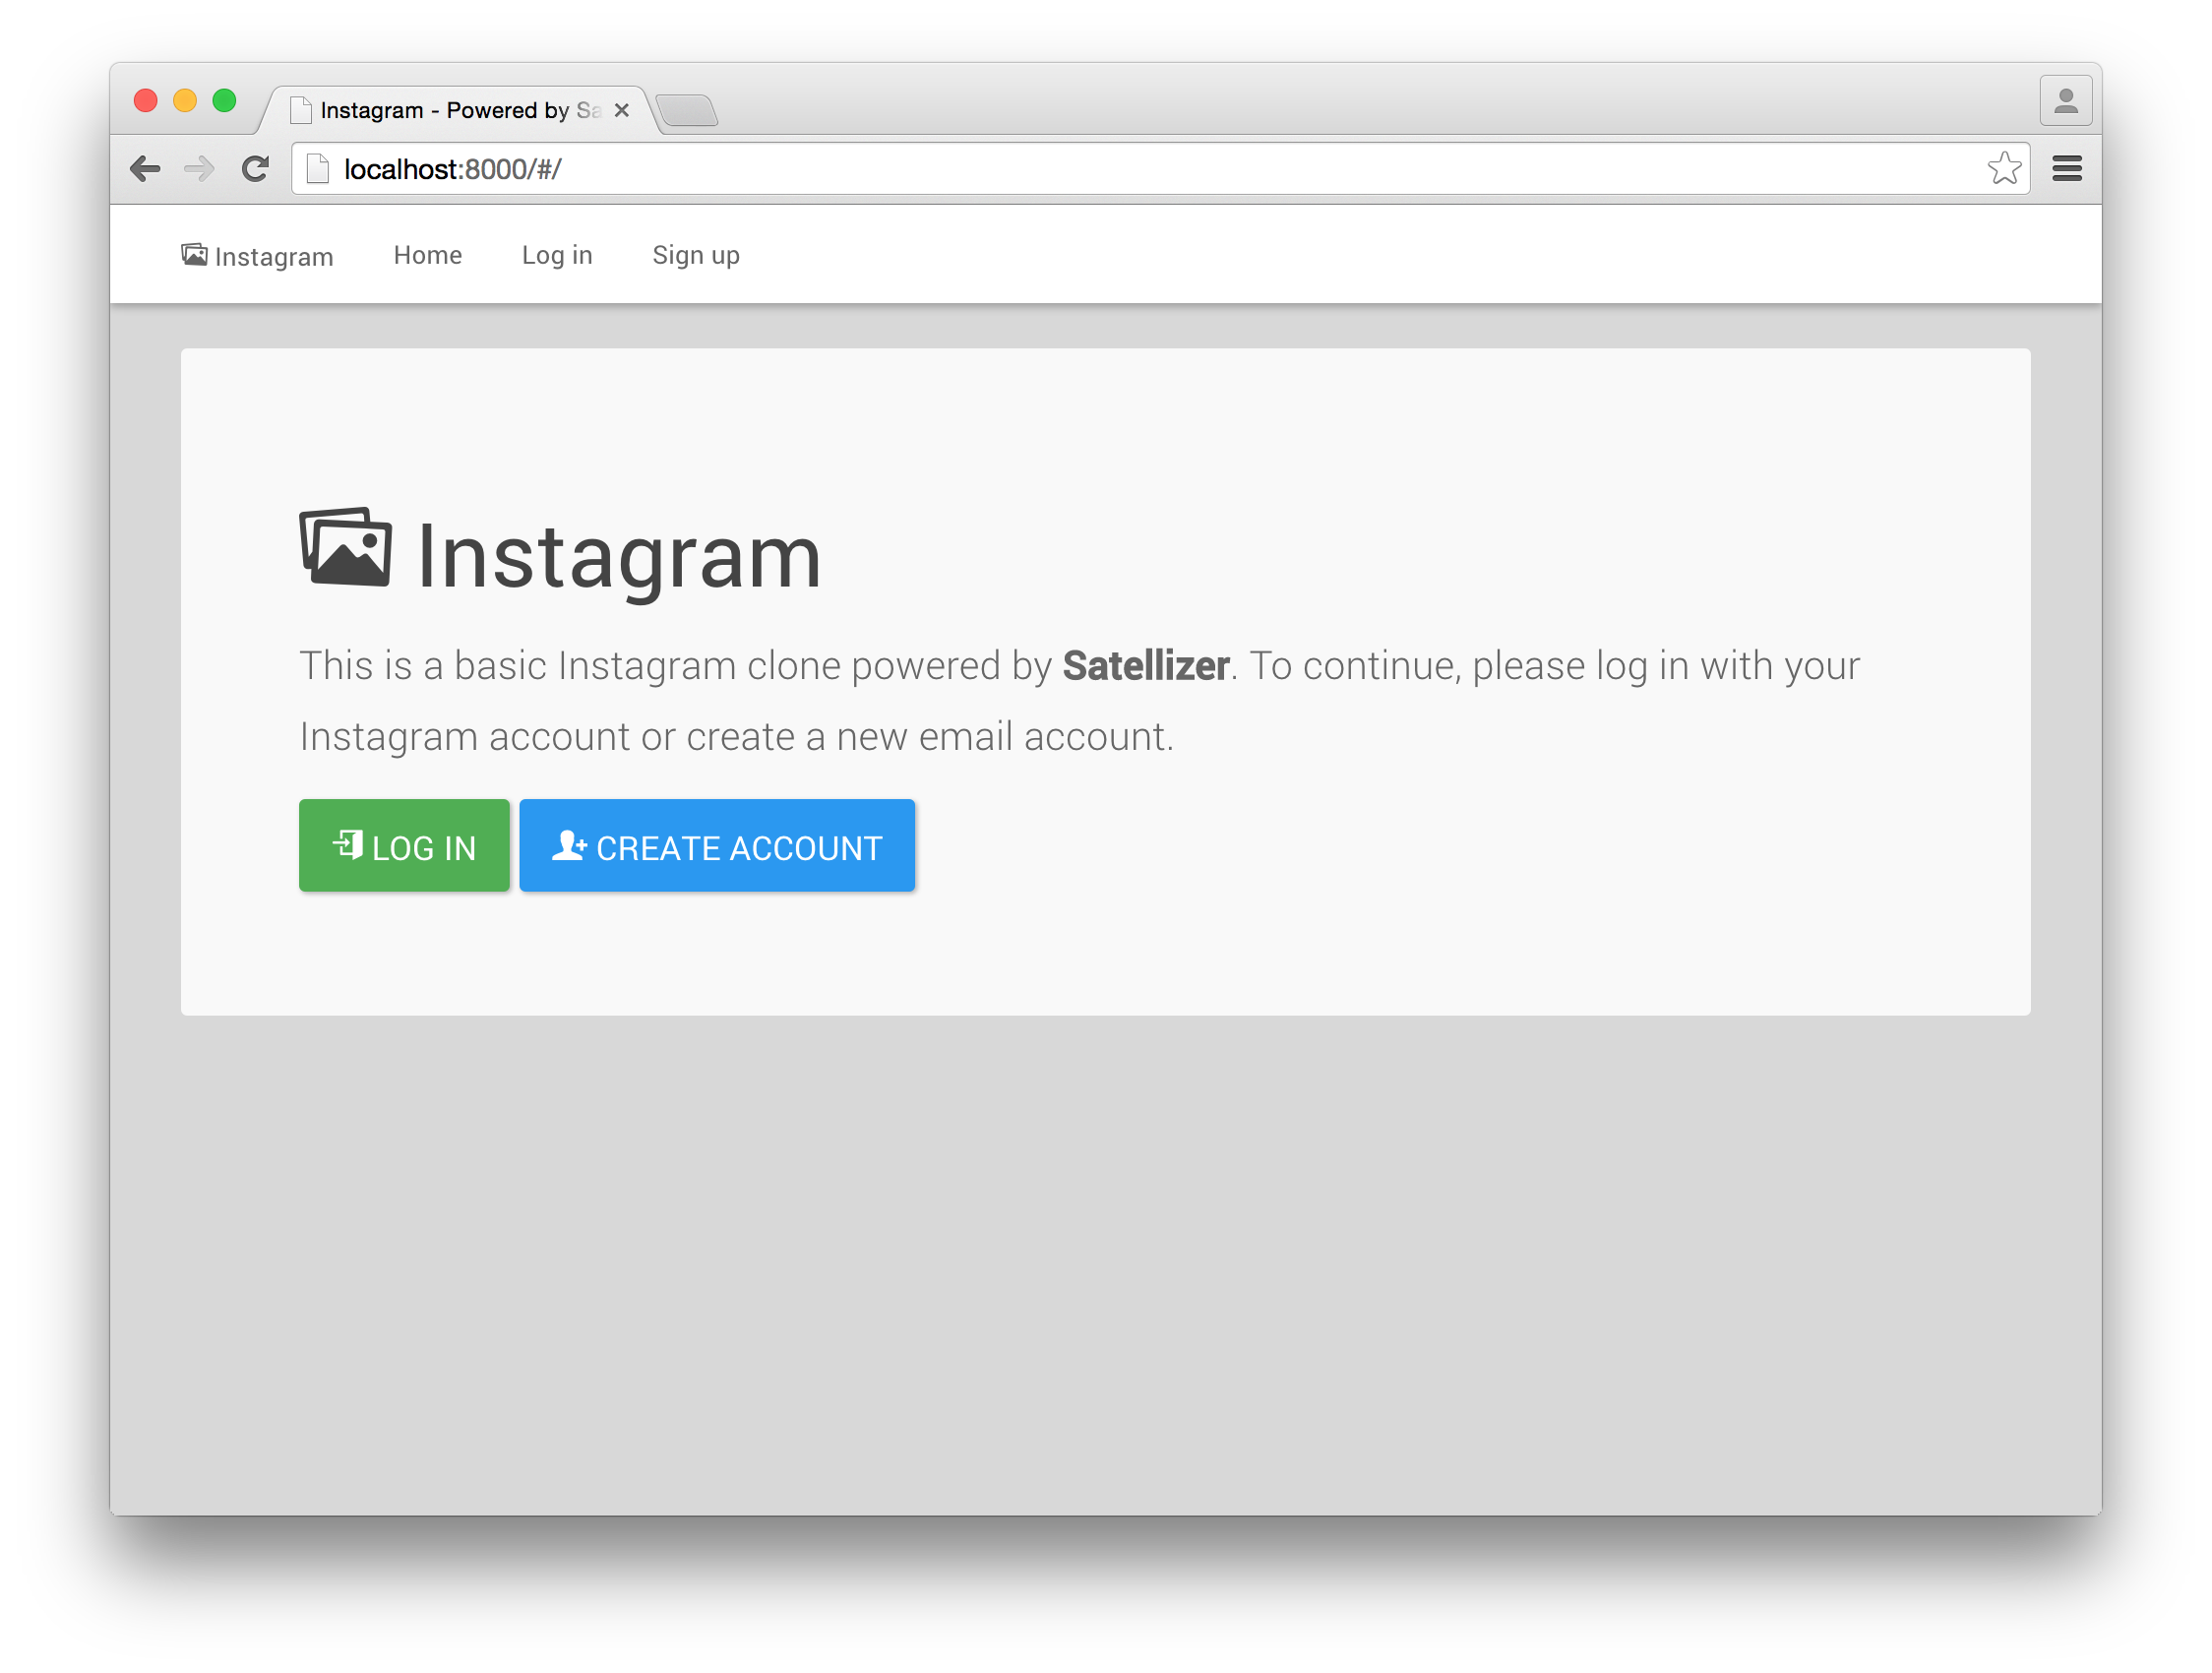 Instagram - Powered by Sa
localhost:8000/#/
Instagram Home Log in Sign up
Instagram
This is a basic Instagram clone powered by Satellizer. To continue, please log in with your
Instagram account or create a new email account.
LOG IN CREATE ACCOUNT